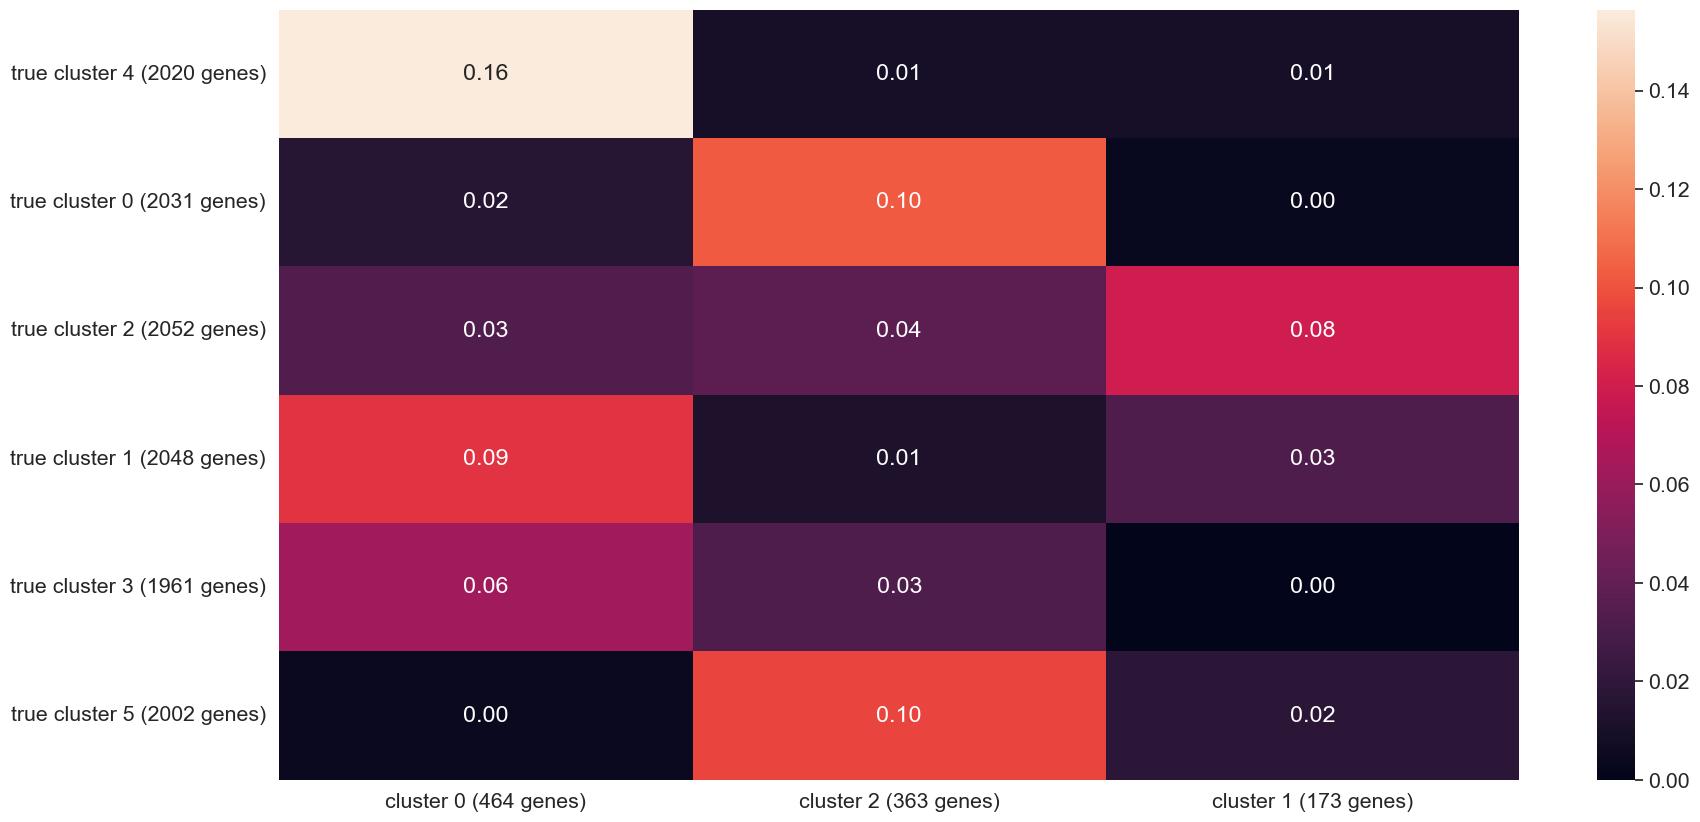 true cluster 4 (2020 genes) 0.16 0.01 0.01
true cluster 0 (2031 genes) 0.02 0.10 0.00
true cluster 2 (2052 genes) 0.03 0.04 0.08
true cluster 1 (2048 genes) 0.09 0.01 0.03
true cluster 3 (1961 genes) 0.06 0.03 0.00
true cluster 5 (2002 genes) 0.00 0.10 0.02
cluster 0 (464 genes) cluster 2 (363 genes) cluster 1 (173 genes)
0.14
0.12
0.10
0.08
0.06
0.04
0.02
0.00